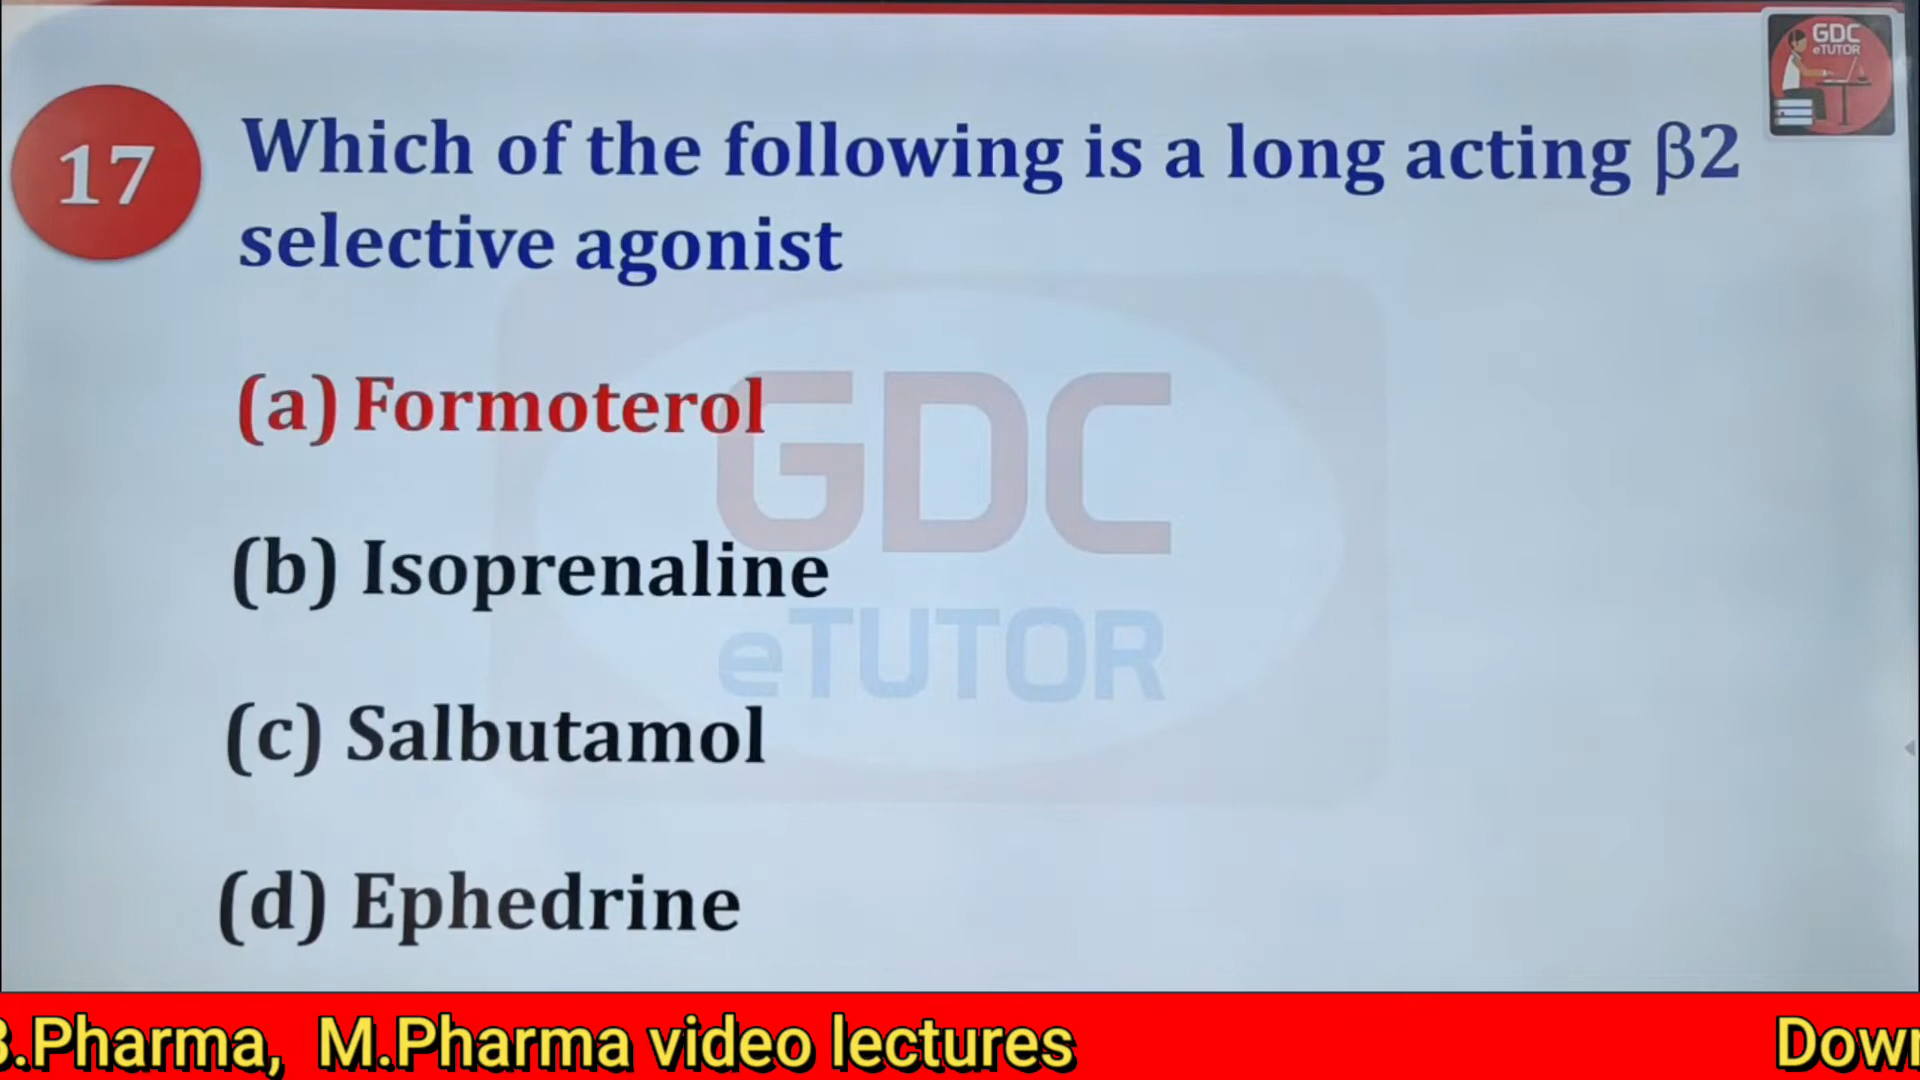 GDC
eTUTOR
17
Which of the following is a long acting β2
selective agonist
(a) Formoterol
(b) Isoprenaline
(c) Salbutamol
(d) Ephedrine
GDC
eTUTOR
B.Pharma, M.Pharma video lectures
Down